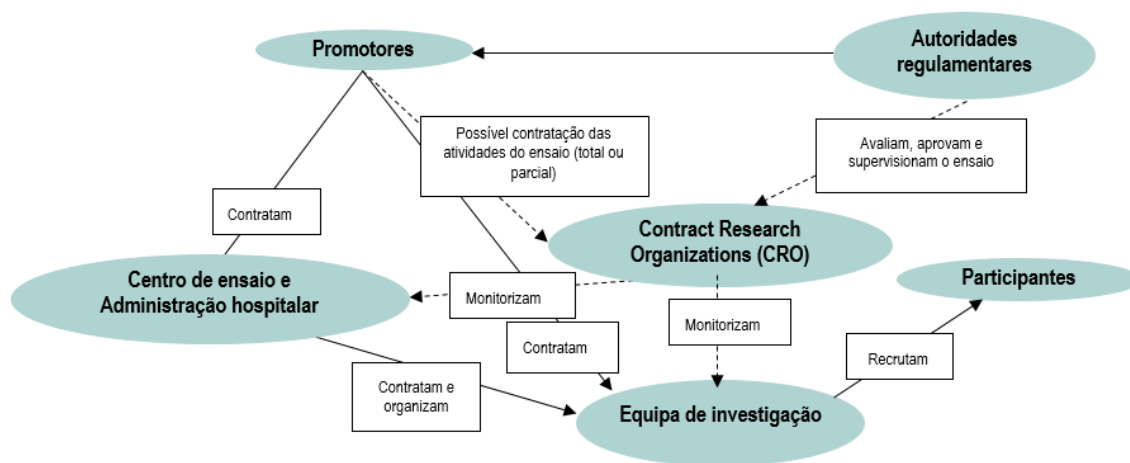 Promotores
Autoridades
regulamentares
Possível contratação das
atividades do ensaio (total ou
parcial)
Avaliam, aprovam e
supervisionam o ensaio
Contratam
Contract Research
Organizations (CRO)
Centro de ensaio e
Administração hospitalar
Participantes
Monitorizam
Monitorizam
Contratam
Recrutam
Contratam e
organizam
Equipa de investigação